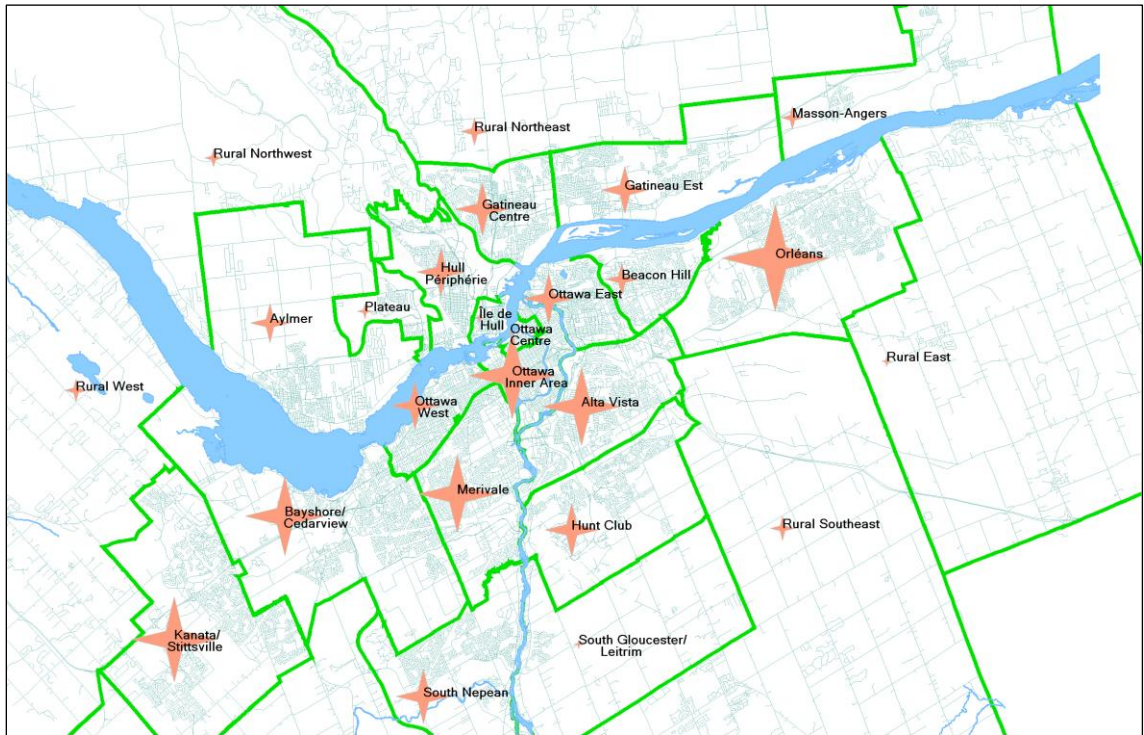 Masson-Angers
Rural Northeast
Rural Northwest
Gatineau Est
Gatineau
Centre
Orléans
Hull
Périphérie
Beacon Hill
Ottawa East
Plateau
Île de
Hull
Aylmer
Ottawa
Centre
Rural East
Ottawa
Inner Area
Rural West
Ottawa
West
Alta Vista
Merivale
Bayshore/
Cedarview
Hunt Club
Rural Southeast
Kanata/
Stittsville
South Gloucester/
Leitrim
South Nepean